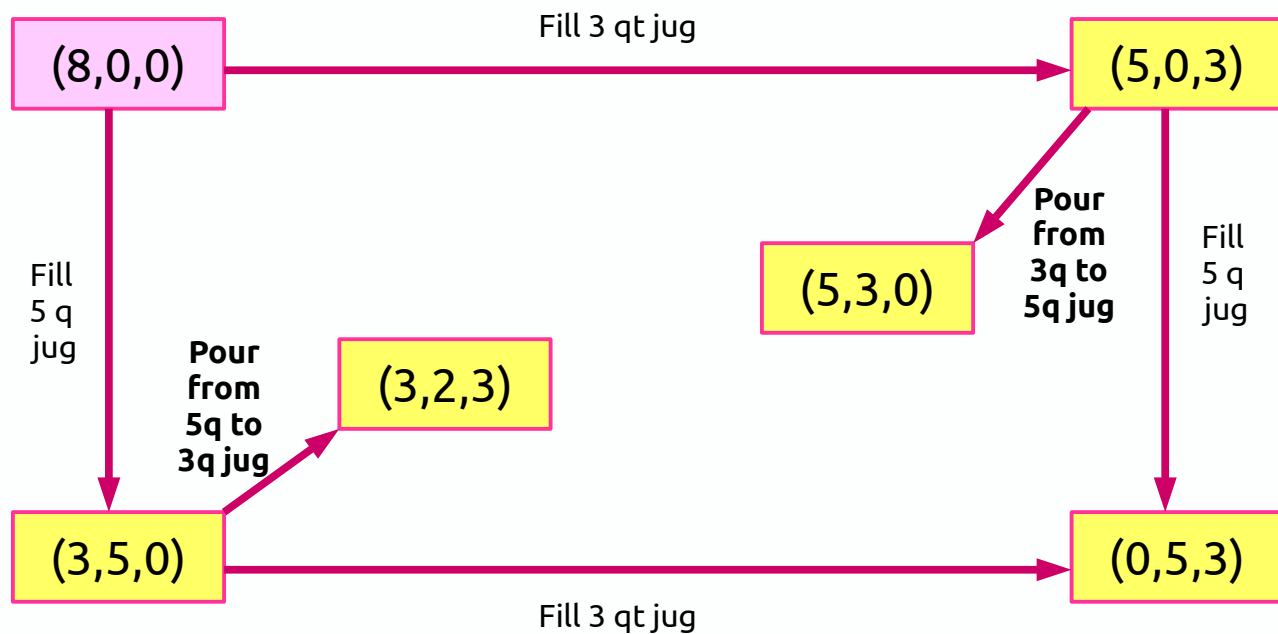 Fill 3 qt jug
(8,0,0)
(5,0,3)
Pour
from
3q to
5q jug
Fill
5 q
jug
Fill
5 q
jug
(5,3,0)
Pour
from
5q to
3q jug
(3,2,3)
(3,5,0)
(0,5,3)
Fill 3 qt jug